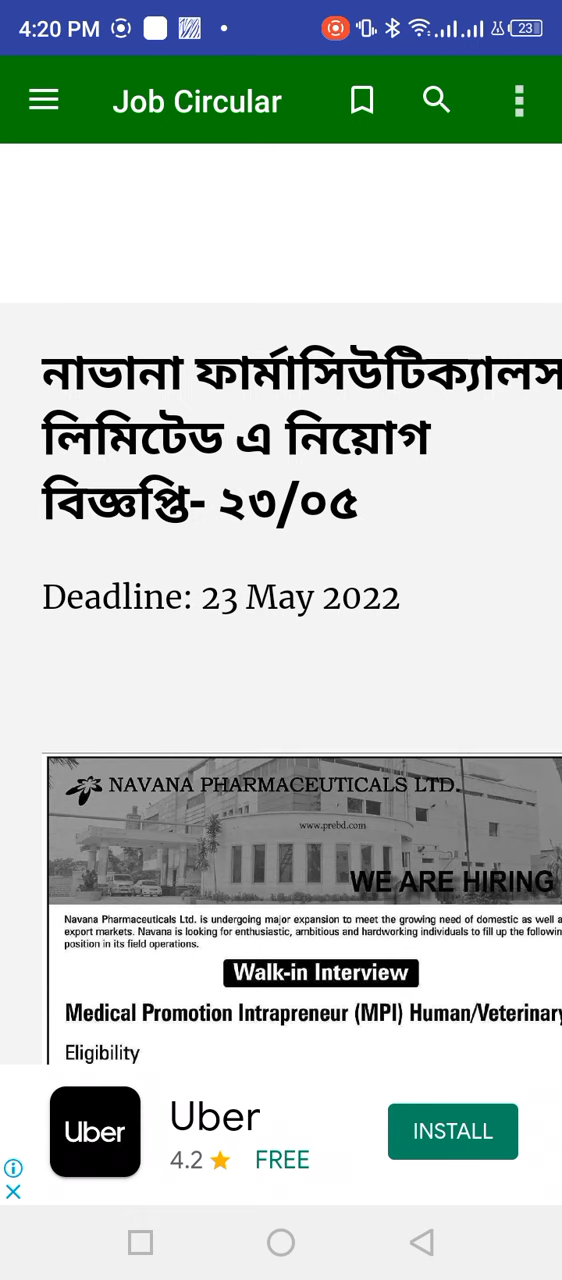 4:20 PM
23
Job Circular
নাভানা ফার্মাসিউটিক্যালস
লিমিটেড এ নিয়োগ
বিজ্ঞপ্তি- ২৩/০৫
Deadline: 23 May 2022
NAVANA PHARMACEUTICALS LTD.
www.prebd.com
WE ARE HIRING
Navana Pharmaceuticals Ltd. is undergoing major expansion to meet the growing need of domestic as well a
export markets. Navana is looking for enthusiastic, ambitious and hardworking individuals to fill up the followin
position in its field operations.
Walk-in Interview
Medical Promotion Intrapreneur (MPI) Human/Veterinary
Eligibility
Uber
Uber
4.2 FREE
INSTALL